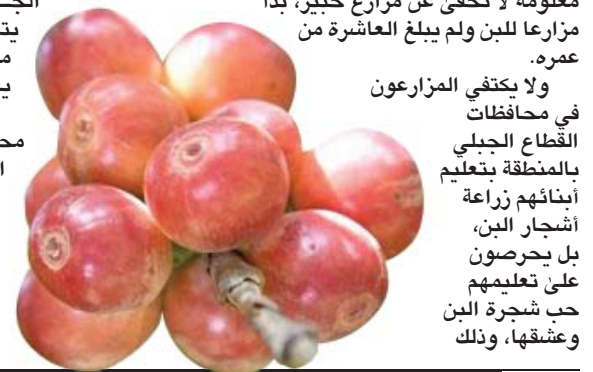 معلومة لا تخفىٰ عن مزارع خبير، بدأ
مزارعا للبن ولم يبلغ العاشرة من
عمره.
ولا يكتفي المزارعون
في محافظات
القطاع الجبلي
بالمنطقة بتعليم
أبنائهم زراعة
أشجار البن،
بل يحرصون
علىٰ تعليمهم
حب شجرة البن
وعشقها، وذلك